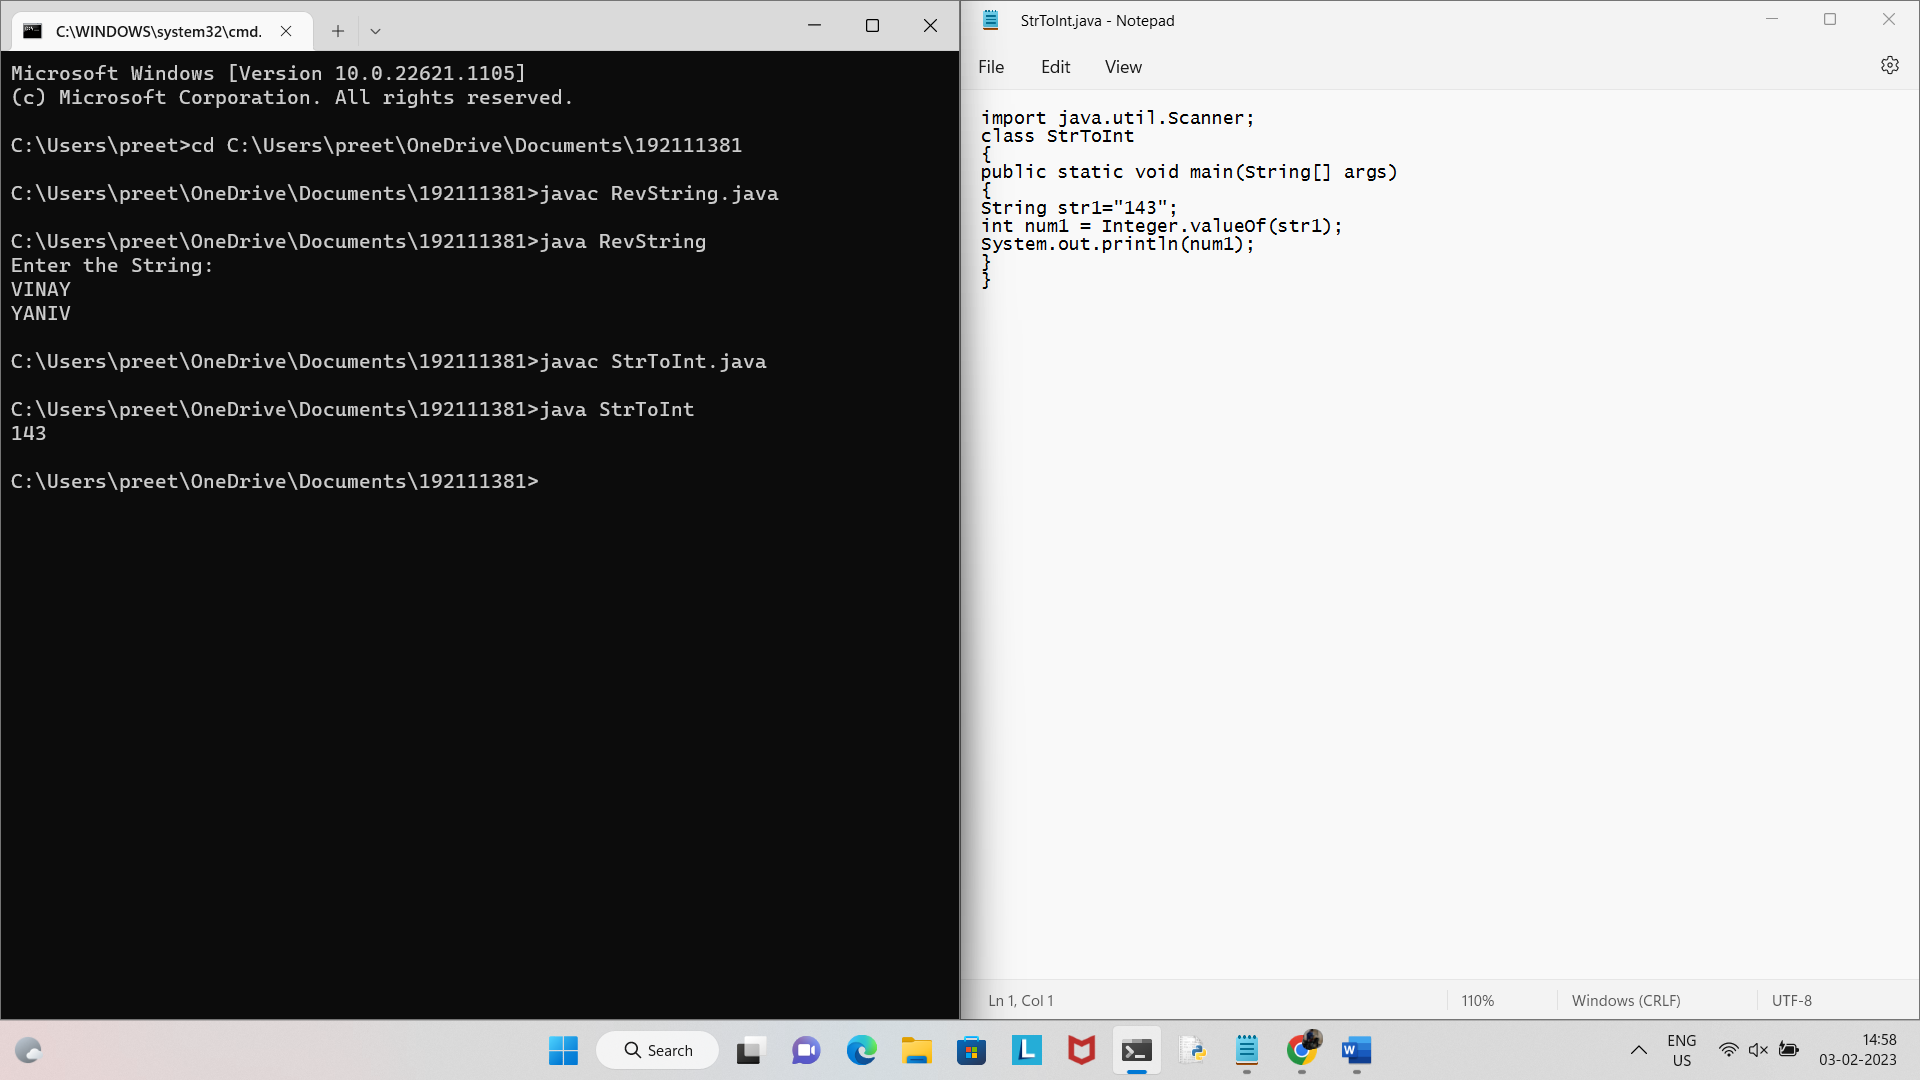 C:\WINDOWS\system32\cmd.
Microsoft Windows [Version 10.0.22621.1105]
(c) Microsoft Corporation. All rights reserved.
C:\Users\preet>cd C:\Users\preet\OneDrive\Documents\192111381
C:\Users\preet\OneDrive\Documents\192111381>javac RevString.java
C:\Users\preet\OneDrive\Documents\192111381>java RevString
Enter the String:
VINAY
YANIV
C:\Users\preet\OneDrive\Documents\192111381>javac StrToInt.java
C:\Users\preet\OneDrive\Documents\192111381>java StrToInt
143
C:\Users\preet\OneDrive\Documents\192111381>
StrToInt.java - Notepad
File Edit View
import java.util.Scanner;
class StrToInt
{
public static void main(String[] args)
{
String str1="143";
int num1 = Integer.valueOf(str1);
System.out.println(num1);
}
}
Ln 1, Col 1 110% Windows (CRLF) UTF-8
Search
L
W
ENG
US
14:58
03-02-2023